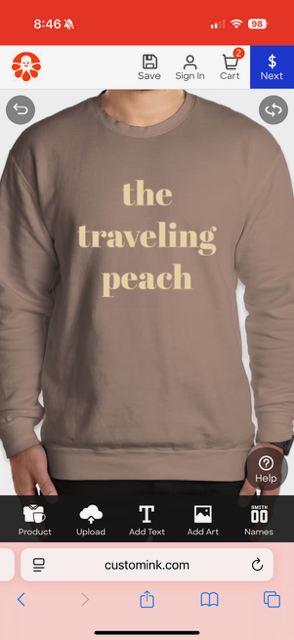 8:46
98
Save
Sign In
2
Cart
$
Next
the
traveling
peach
?
Help
Product
Upload
T
Add Text
Add Art
SMITH
00
Names
customink.com